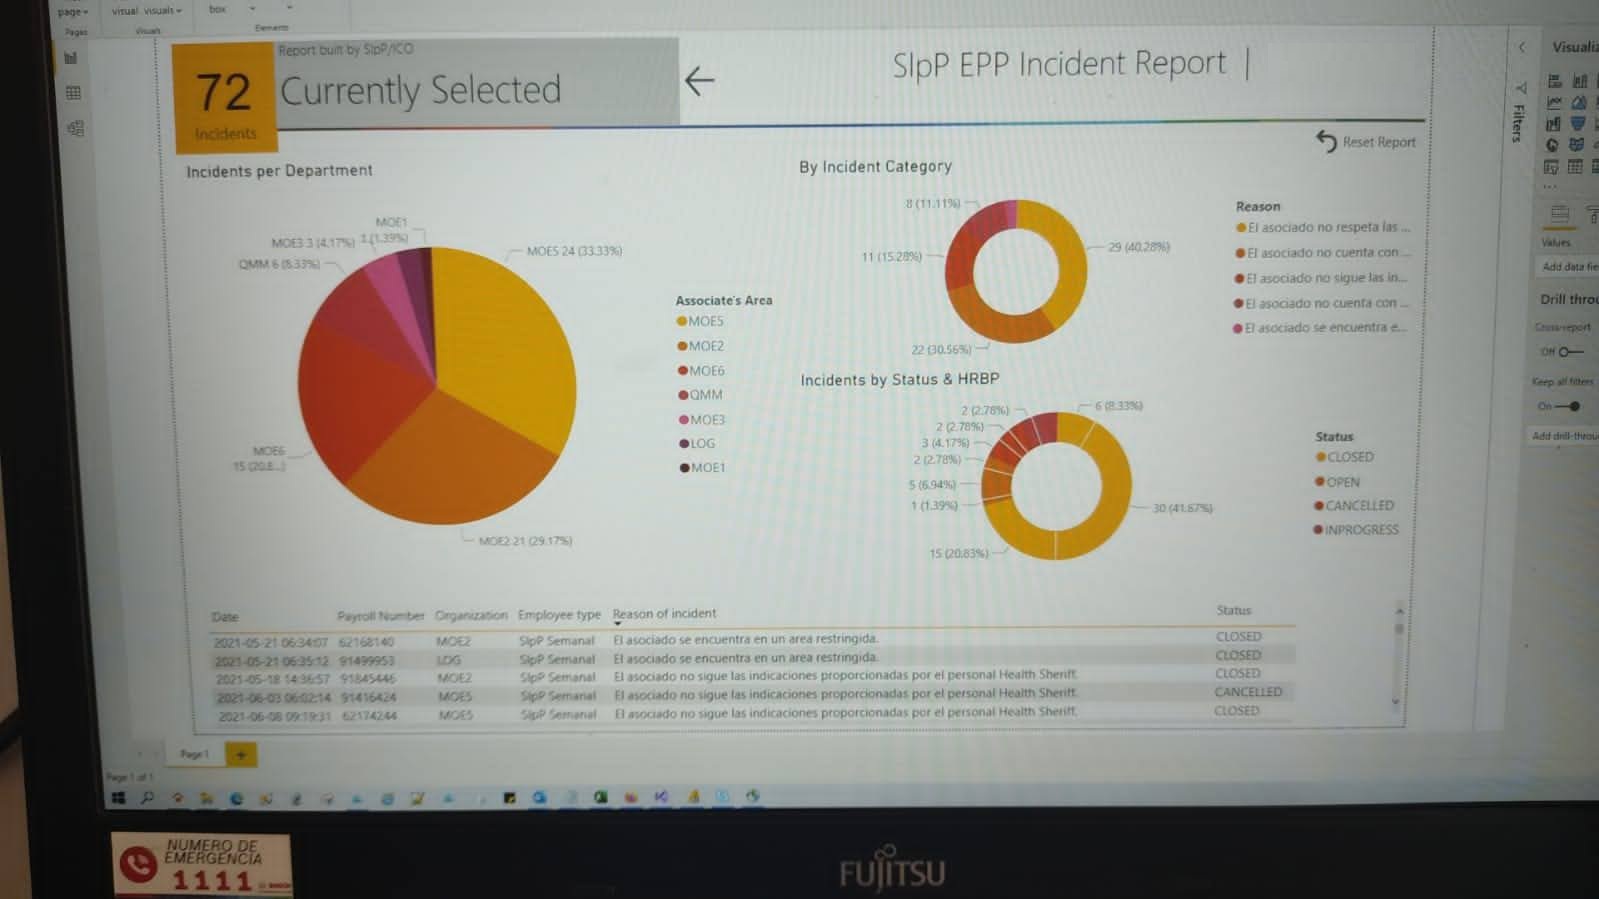 page
visual visuals
box
Pages
Visuals
Elements
72
Incidents
Report built by SlpP/ICO
Currently Selected
SlpP EPP Incident Report |
Reset Report
Incidents per Department
MOE1
1 (1.39%)
MOE3 3 (4.17%)
QMM 6 (8.33%)
MOE5 24 (33.33%)
MOE6
15 (20.8...)
MOE2 21 (29.17%)
Associate's Area
MOE5
MOE2
MOE6
QMM
MOE3
LOG
MOE1
By Incident Category
8 (11.11%)
11 (15.28%)
29 (40.28%)
22 (30.56%)
Reason
El asociado no respeta las ...
El asociado no cuenta con ...
El asociado no sigue las in...
El asociado no cuenta con ...
El asociado se encuentra e...
Incidents by Status & HRBP
2 (2.78%)
2 (2.78%)
3 (4.17%)
2 (2.78%)
5 (6.94%)
1 (1.39%)
15 (20.83%)
6 (8.33%)
30 (41.67%)
Status
CLOSED
OPEN
CANCELLED
INPROGRESS
Date Payroll Number Organization Employee type Reason of incident Status
2021-05-21 06:34:07 62168140 MOE2 SlpP Semanal El asociado se encuentra en un area restringida. CLOSED
2021-05-21 06:35:12 91499953 LOG SlpP Semanal El asociado se encuentra en un area restringida. CLOSED
2021-05-18 14:36:57 91845446 MOE2 SlpP Semanal El asociado no sigue las indicaciones proporcionadas por el personal Health Sheriff. CLOSED
2021-06-03 06:02:14 91416424 MOE5 SlpP Semanal El asociado no sigue las indicaciones proporcionadas por el personal Health Sheriff. CANCELLED
2021-06-08 09:19:31 62174244 MOE5 SlpP Semanal El asociado no sigue las indicaciones proporcionadas por el personal Health Sheriff. CLOSED
Filters
Visualiz
Values
Add data fie
Drill throu
Cross-report
Off
Keep all filters
On
Add drill-throu
Page 1
+
Page 1 of 1
NUMERO DE
EMERGENCIA
1111
FUJITSU